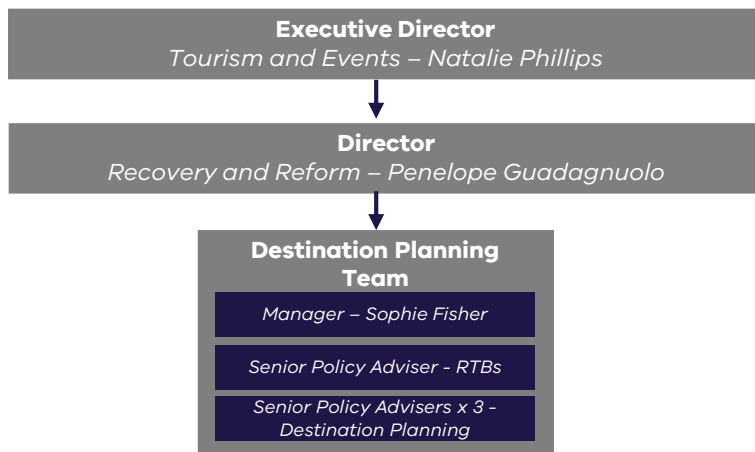 Executive Director
Tourism and Events – Natalie Phillips
Director
Recovery and Reform – Penelope Guadagnuolo
Destination Planning
Team
Manager – Sophie Fisher
Senior Policy Adviser - RTBs
Senior Policy Advisers x 3 -
Destination Planning